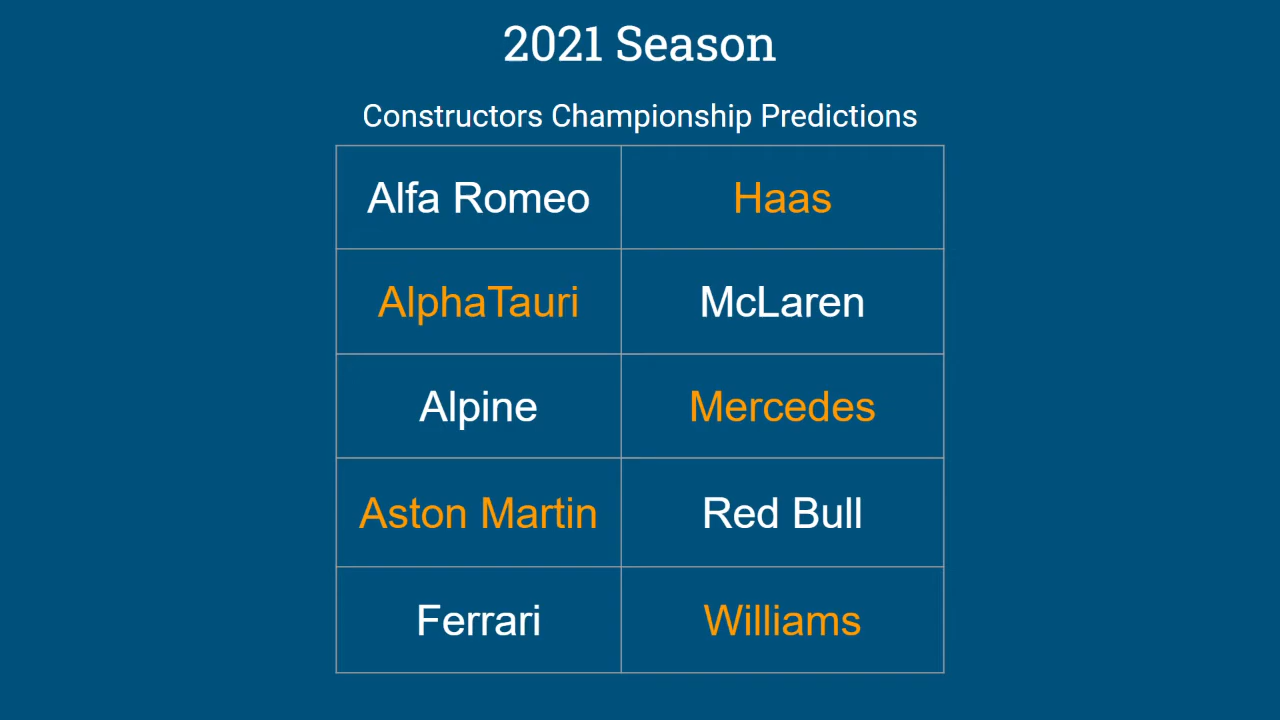 2021 Season
Constructors Championship Predictions
Alfa Romeo Haas
AlphaTauri McLaren
Alpine Mercedes
Aston Martin Red Bull
Ferrari Williams